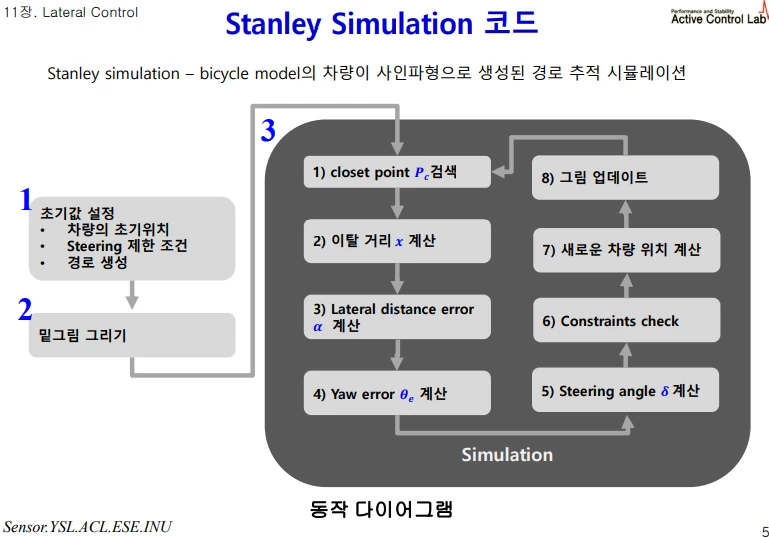 11장. Lateral Control
Stanley Simulation 코드
Performance and Stability
Active Control Lab
Stanley simulation – bicycle model의 차량이 사인파형으로 생성된 경로 추적 시뮬레이션
1
초기값 설정
• 차량의 초기위치
• Steering 제한 조건
• 경로 생성
2
밑그림 그리기
3
1) closet point P_c검색
2) 이탈 거리 x 계산
3) Lateral distance error
α 계산
4) Yaw error θ_e 계산
5) Steering angle δ 계산
6) Constraints check
7) 새로운 차량 위치 계산
8) 그림 업데이트
Simulation
동작 다이어그램
Sensor.YSL.ACL.ESE.INU
5